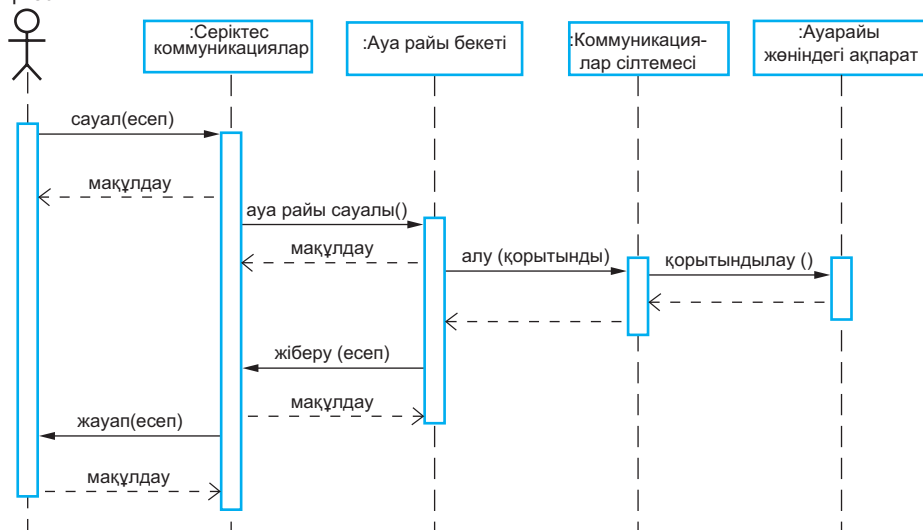 :Серіктес
коммуникациялар
:Ауа райы бекеті
:Коммуникация-
лар сілтемесі
:Ауарайы
жөніндегі ақпарат
сауал(есеп)
мақұлдау
ауа райы сауалы()
мақұлдау
алу (қорытынды)
қорытындылау ()
жіберу (есеп)
мақұлдау
жауап(есеп)
мақұлдау